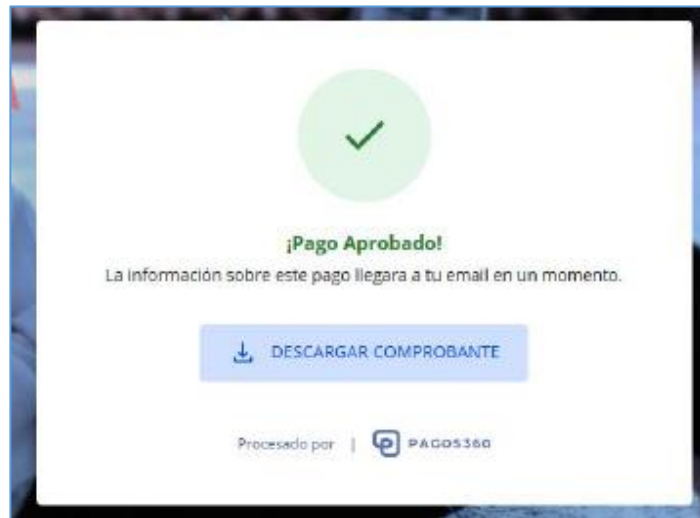 ¡Pago Aprobado!
La información sobre este pago llegara a tu email en un momento.
DESCARGAR COMPROBANTE
Procesado por | PAGOS360